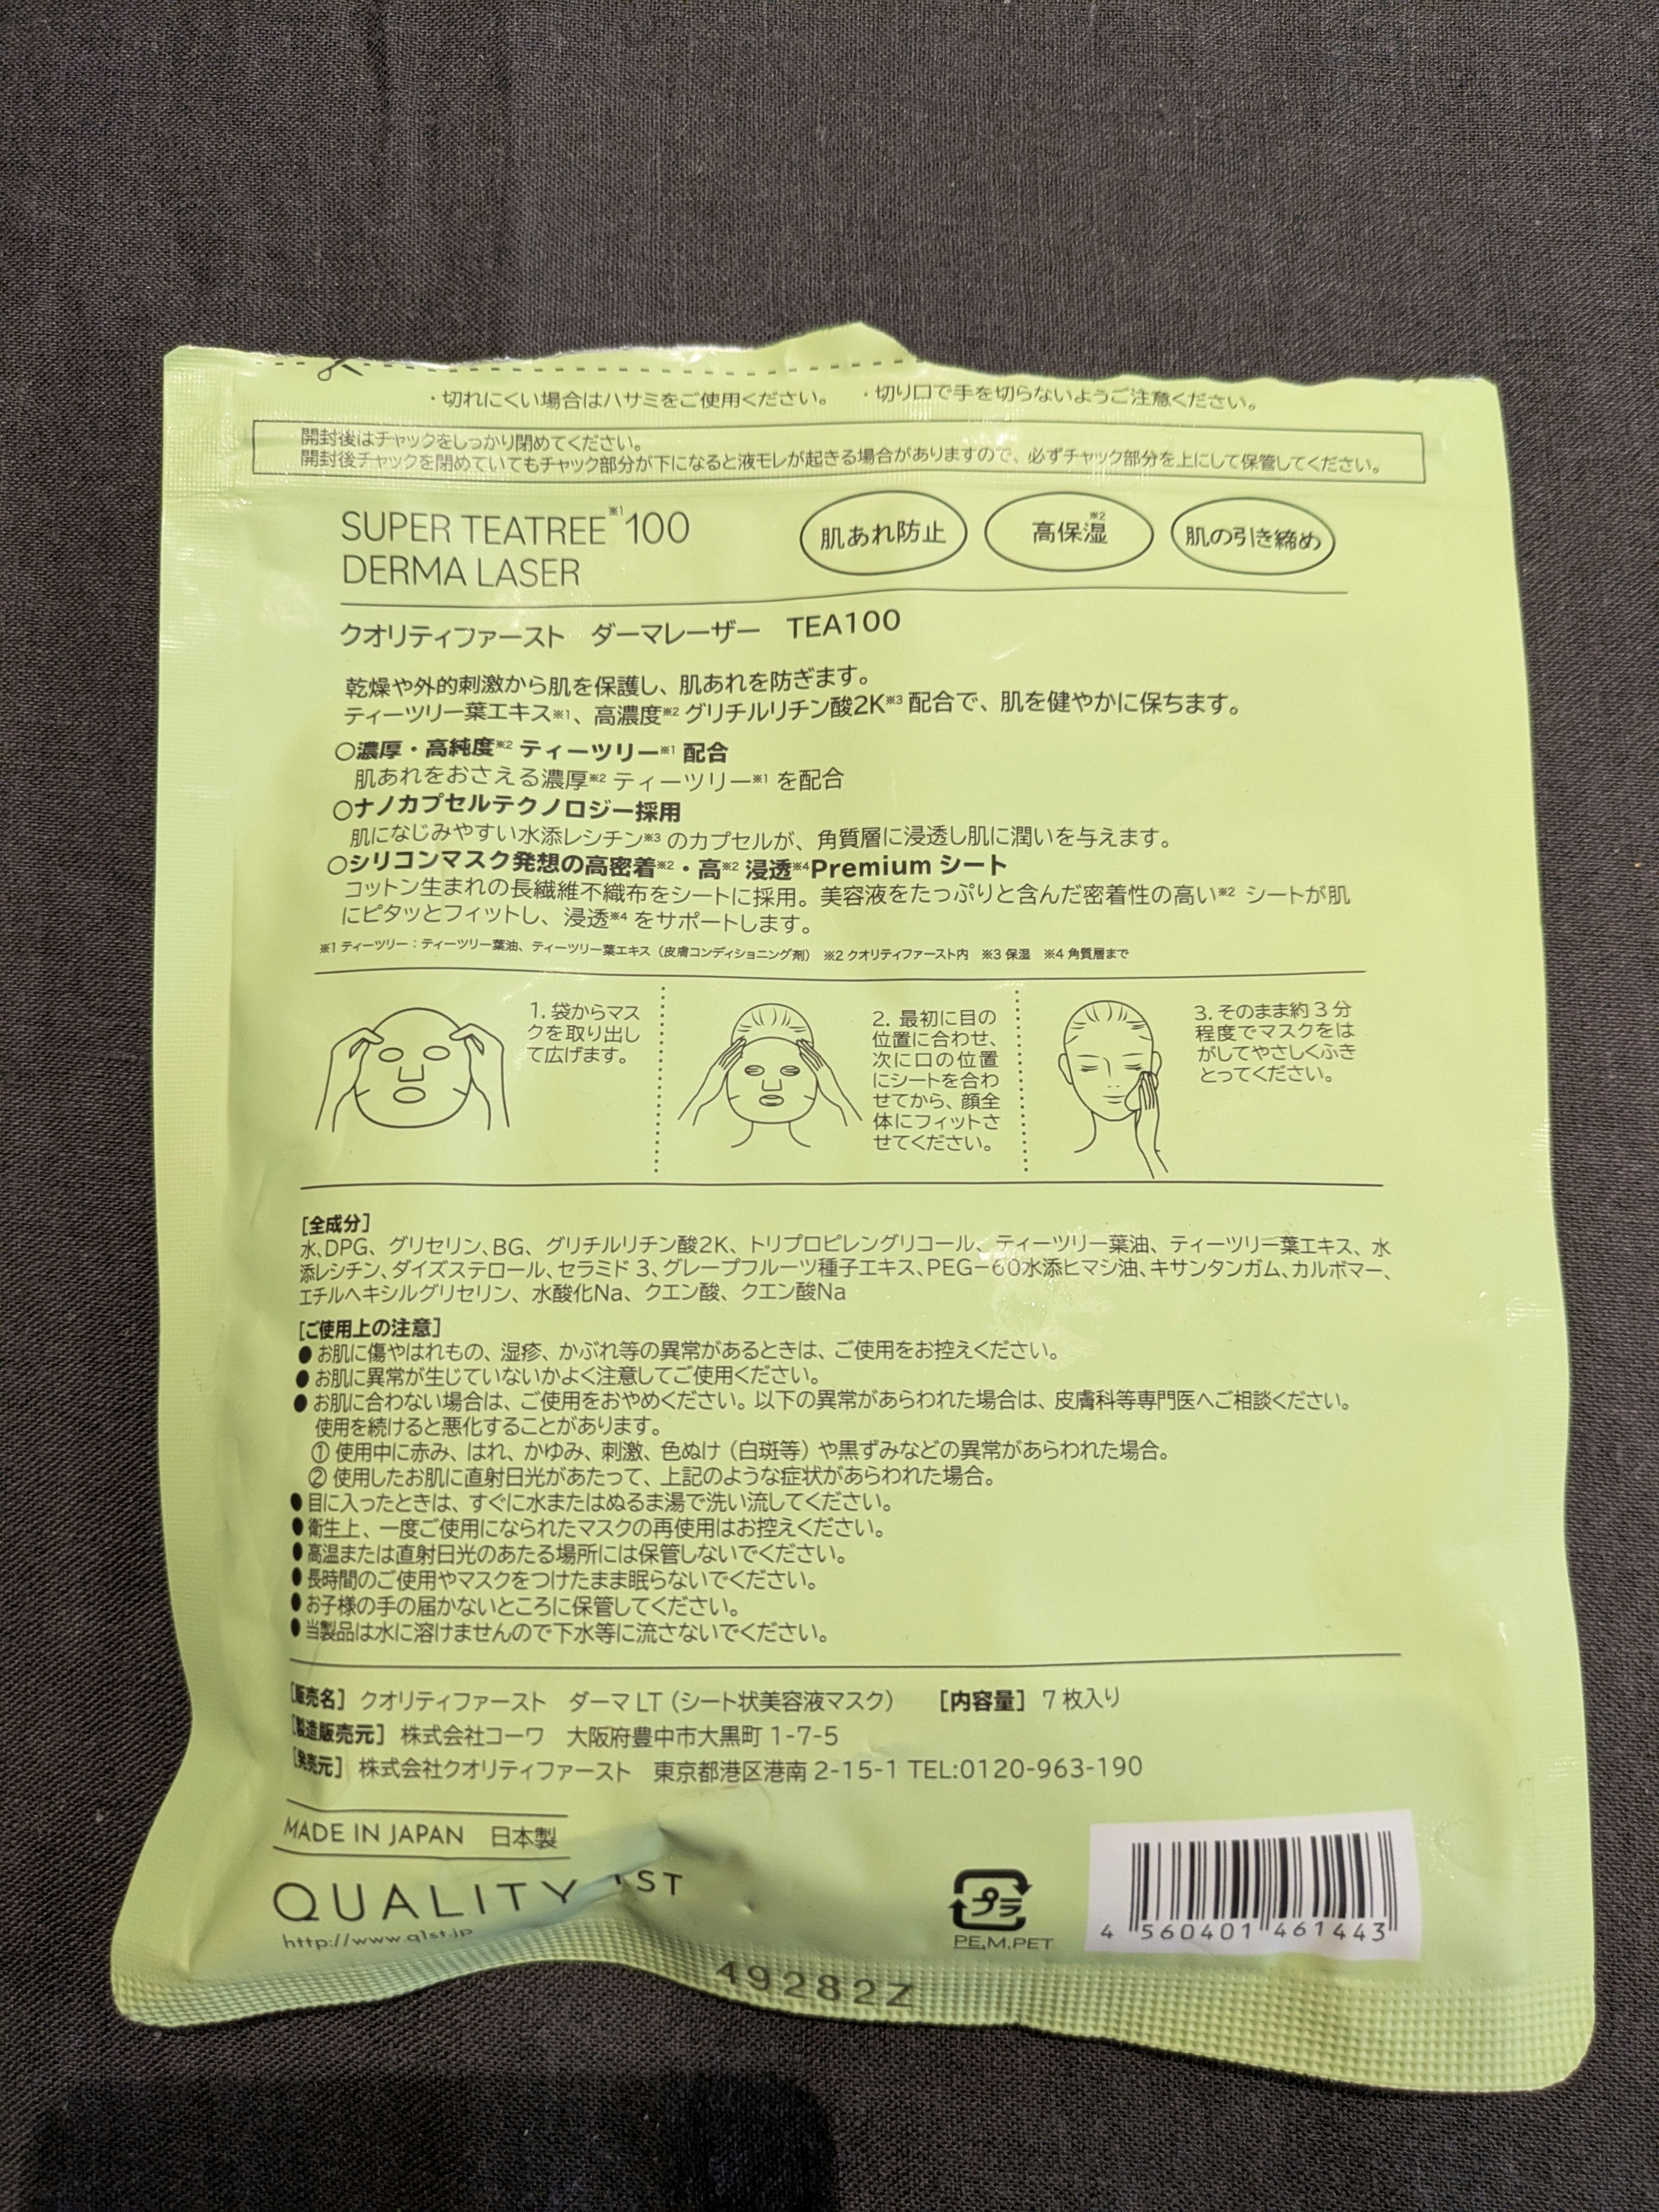 ・切れにくい場合はハサミをご使用ください。 ・切り口で手を切らないようご注意ください。
開封後はチャックをしっかり閉めてください。
開封後チャックを閉めていてもチャック部分が下になると液モレが起きる場合がありますので、必ずチャック部分を上にして保管してください。
SUPER TEATREE※1 100
DERMA LASER
肌あれ防止
高保湿※2
肌の引き締め
クオリティファースト ダーマレーザー TEA100
乾燥や外的刺激から肌を保護し、肌あれを防ぎます。
ティーツリー葉エキス※1、高濃度※2 グリチルリチン酸2K※3 配合で、肌を健やかに保ちます。
〇濃厚・高純度※2 ティーツリー※1 配合
肌あれをおさえる濃厚※2 ティーツリー※1 を配合
〇ナノカプセルテクノロジー採用
肌になじみやすい水添レシチン※3 のカプセルが、角質層に浸透し肌に潤いを与えます。
〇シリコンマスク発想の高密着※2・高※2 浸透※4Premium シート
コットン生まれの長繊維不織布をシートに採用。美容液をたっぷりと含んだ密着性の高い※2 シートが肌
にピタッとフィットし、浸透※4 をサポートします。
※1 ティーツリー：ティーツリー葉油、ティーツリー葉エキス（皮膚コンディショニング剤） ※2 クオリティファースト内 ※3 保湿 ※4 角質層まで
1. 袋からマス
クを取り出し
て広げます。
2. 最初に目の
位置に合わせ、
次に口の位置
にシートを合わ
せてから、顔全
体にフィットさ
せてください。
3. そのまま約3分
程度でマスクをは
がしてやさしくふき
とってください。
[全成分]
水、DPG、グリセリン、BG、グリチルリチン酸2K、トリプロピレングリコール、ティーツリー葉油、ティーツリー葉エキス、水
添レシチン、ダイズステロール、セラミド3、グレープフルーツ種子エキス、PEG-60水添ヒマシ油、キサンタンガム、カルボマー、
エチルヘキシルグリセリン、水酸化Na、クエン酸、クエン酸Na
[ご使用上の注意]
●お肌に傷やはれもの、湿疹、かぶれ等の異常があるときは、ご使用をお控えください。
●お肌に異常が生じていないかよく注意してご使用ください。
●お肌に合わない場合は、ご使用をおやめください。以下の異常があらわれた場合は、皮膚科等専門医へご相談ください。
使用を続けると悪化することがあります。
① 使用中に赤み、はれ、かゆみ、刺激、色ぬけ（白斑等）や黒ずみなどの異常があらわれた場合。
② 使用したお肌に直射日光があたって、上記のような症状があらわれた場合。
●目に入ったときは、すぐに水またはぬるま湯で洗い流してください。
●衛生上、一度ご使用になられたマスクの再使用はお控えください。
●高温または直射日光のあたる場所には保管しないでください。
●長時間のご使用やマスクをつけたまま眠らないでください。
●お子様の手の届かないところに保管してください。
●当製品は水に溶けませんので下水等に流さないでください。
[販売名] クオリティファースト ダーマ LT（シート状美容液マスク） [内容量] 7枚入り
[製造販売元] 株式会社コーワ 大阪府豊中市大黒町 1-7-5
[発売元] 株式会社クオリティファースト 東京都港区港南 2-15-1 TEL:0120-963-190
MADE IN JAPAN 日本製
QUALITY 1ST
http://www.q1st.jp
プラ
PE,M,PET
4 560401 461443
49282Z